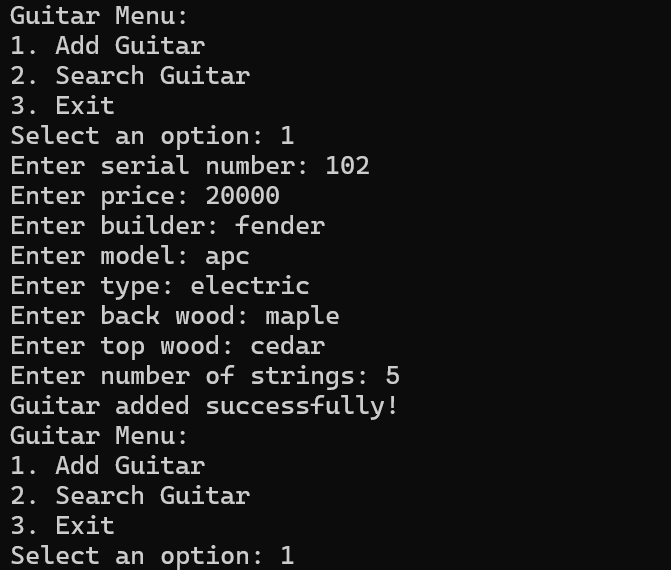 Guitar Menu:
1. Add Guitar
2. Search Guitar
3. Exit
Select an option: 1
Enter serial number: 102
Enter price: 20000
Enter builder: fender
Enter model: apc
Enter type: electric
Enter back wood: maple
Enter top wood: cedar
Enter number of strings: 5
Guitar added successfully!
Guitar Menu:
1. Add Guitar
2. Search Guitar
3. Exit
Select an option: 1